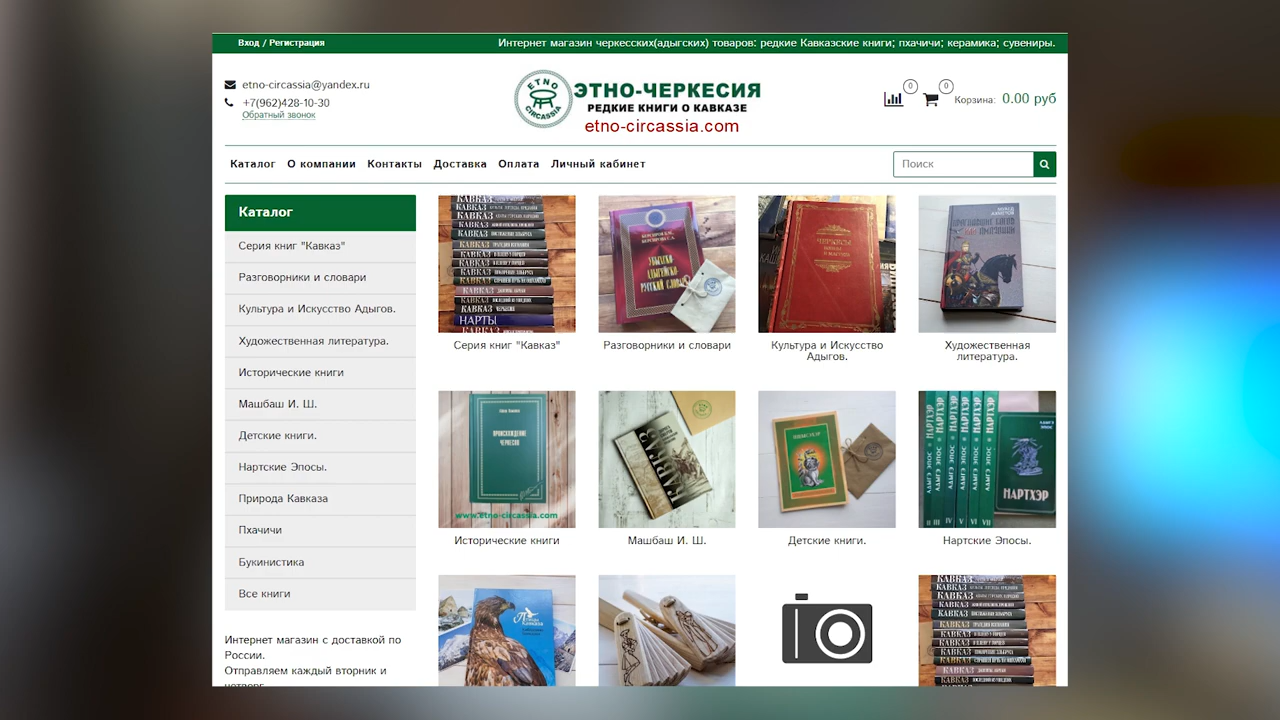 Вход / Регистрация
Интернет магазин черкесских(адыгских) товаров: редкие Кавказские книги; пхачичи; керамика; сувениры.
etno-circassia@yandex.ru
+7(962)428-10-30
Обратный звонок
ETNO CIRCASSIA
ЭТНО-ЧЕРКЕСИЯ
РЕДКИЕ КНИГИ О КАВКАЗЕ
etno-circassia.com
0
0
Корзина: 0.00 руб
Каталог О компании Контакты Доставка Оплата Личный кабинет
Поиск
Каталог
Серия книг "Кавказ"
Разговорники и словари
Культура и Искусство Адыгов.
Художественная литература.
Исторические книги
Машбаш И. Ш.
Детские книги.
Нартские Эпосы.
Природа Кавказа
Пхачичи
Букинистика
Все книги
Интернет магазин с доставкой по
России.
Отправляем каждый вторник и
четверг
НАРТЫ
Серия книг "Кавказ"
Разговорники и словари
Культура и Искусство
Адыгов.
Художественная
литература.
ПРОИСХОЖДЕНИЕ
ЧЕРКЕСОВ
www.etno-circassia.com
КАВКАЗ
НАРТХЭР
Исторические книги
Машбаш И. Ш.
Детские книги.
Нартские Эпосы.